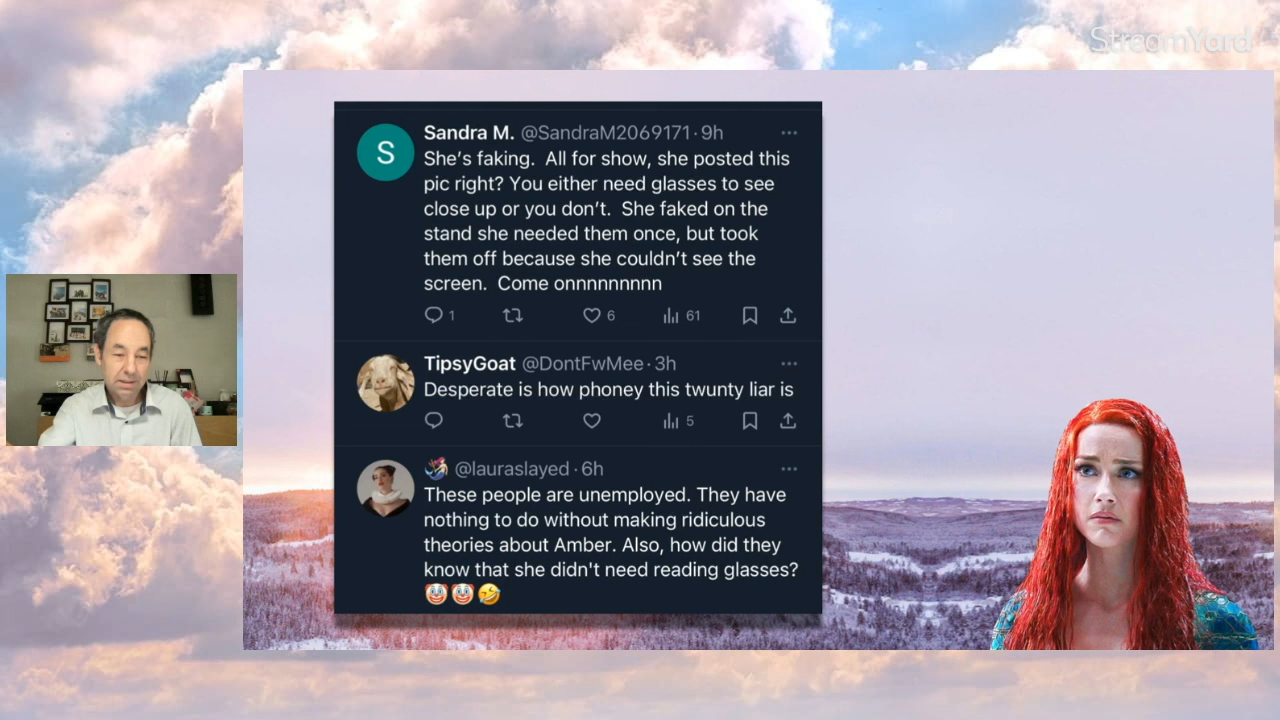 StreamYard
Sandra M. @SandraM2069171 · 9h
S
She's faking.  All for show, she posted this
pic right? You either need glasses to see
close up or you don't.  She faked on the
stand she needed them once, but took
them off because she couldn't see the
screen.  Come onnnnnnnnn
1 6 61
TipsyGoat @DontFwMee · 3h
Desperate is how phoney this twunty liar is
5
🧜‍♀️ @lauraslayed · 6h
These people are unemployed. They have
nothing to do without making ridiculous
theories about Amber. Also, how did they
know that she didn't need reading glasses?
🤡🤡🤣